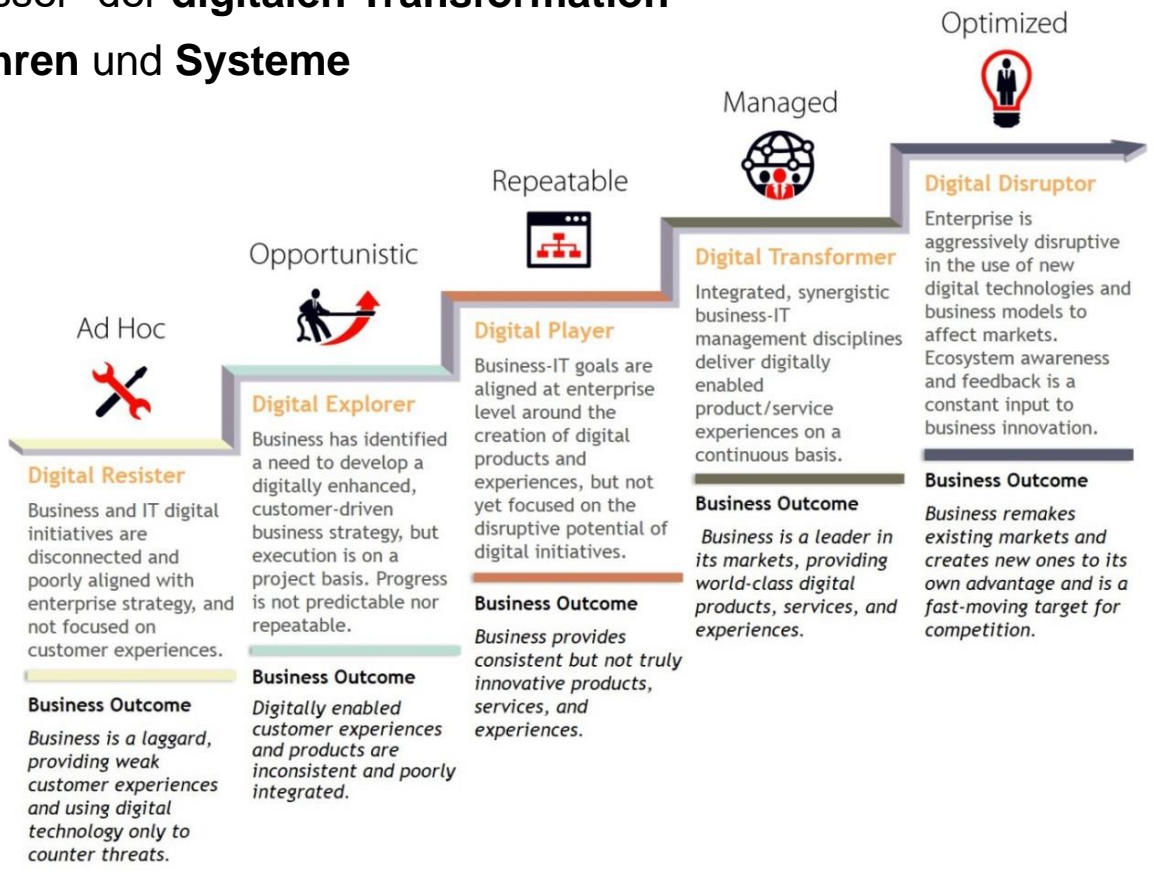 der digitalen Transformation
und Systeme
Ad Hoc
Digital Resister
Business and IT digital
initiatives are
disconnected and
poorly aligned with
enterprise strategy, and
not focused on
customer experiences.
Business Outcome
Business is a laggard,
providing weak
customer experiences
and using digital
technology only to
counter threats.
Opportunistic
Digital Explorer
Business has identified
a need to develop a
digitally enhanced,
customer-driven
business strategy, but
execution is on a
project basis. Progress
is not predictable nor
repeatable.
Business Outcome
Digitally enabled
customer experiences
and products are
inconsistent and poorly
integrated.
Repeatable
Digital Player
Business-IT goals are
aligned at enterprise
level around the
creation of digital
products and
experiences, but not
yet focused on the
disruptive potential of
digital initiatives.
Business Outcome
Business provides
consistent but not truly
innovative products,
services, and
experiences.
Managed
Digital Transformer
Integrated, synergistic
business-IT
management disciplines
deliver digitally
enabled
product/service
experiences on a
continuous basis.
Business Outcome
Business is a leader in
its markets, providing
world-class digital
products, services, and
experiences.
Optimized
Digital Disruptor
Enterprise is
aggressively disruptive
in the use of new
digital technologies and
business models to
affect markets.
Ecosystem awareness
and feedback is a
constant input to
business innovation.
Business Outcome
Business remakes
existing markets and
creates new ones to its
own advantage and is a
fast-moving target for
competition.